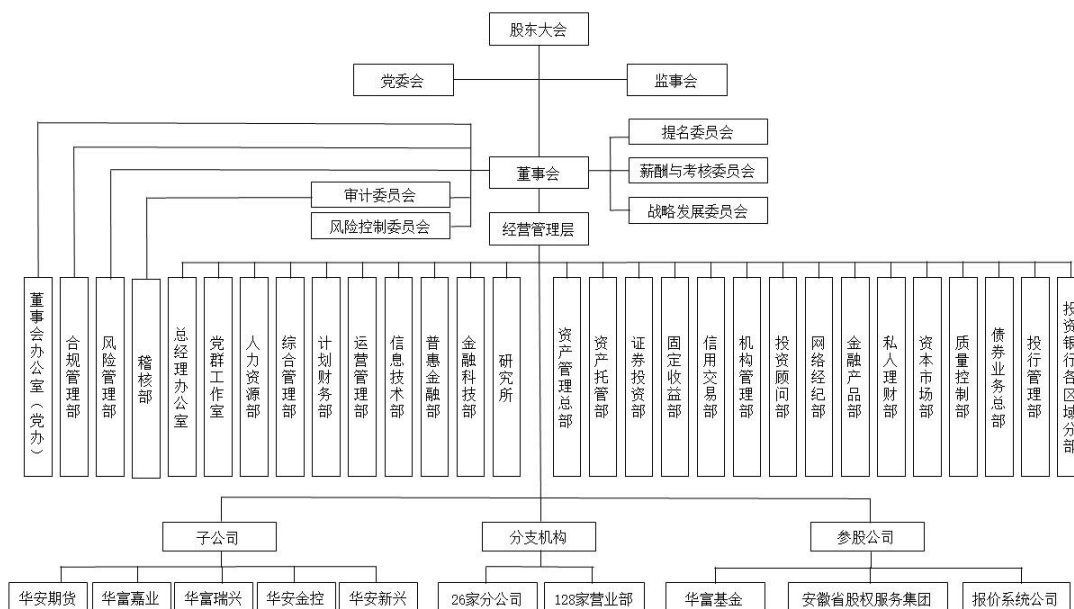 股东大会
党委会
监事会
提名委员会
董事会
薪酬与考核委员会
审计委员会
战略发展委员会
风险控制委员会
经营管理层
董事会办公室（党办）
合规管理部
风险管理部
稽核部
总经理办公室
党群工作室
人力资源部
综合管理部
计划财务部
运营管理部
信息技术部
普惠金融部
金融科技部
研究所
资产管理总部
资产托管部
证券投资部
固定收益部
信用交易部
机构管理部
投资顾问部
网络经纪部
金融产品部
私人理财部
资本市场部
质量控制部
债券业务总部
投行管理部
投资银行各区域分部
子公司
分支机构
参股公司
华安期货
华富嘉业
华富瑞兴
华安金控
华安新兴
26家分公司
128家营业部
华富基金
安徽省股权服务集团
报价系统公司